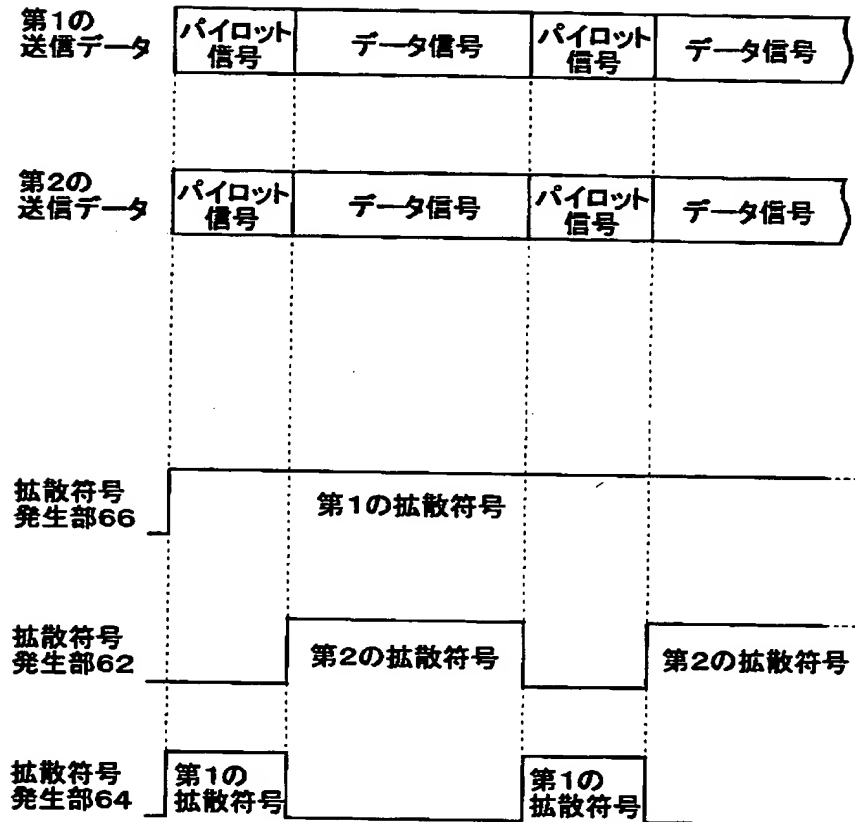 第1の
送信データ
パイロット
信号
データ信号
パイロット
信号
データ信号
第2の
送信データ
パイロット
信号
データ信号
パイロット
信号
データ信号
拡散符号
発生部66
第1の拡散符号
拡散符号
発生部62
第2の拡散符号
第2の拡散符号
拡散符号
発生部64
第1の
拡散符号
第1の
拡散符号